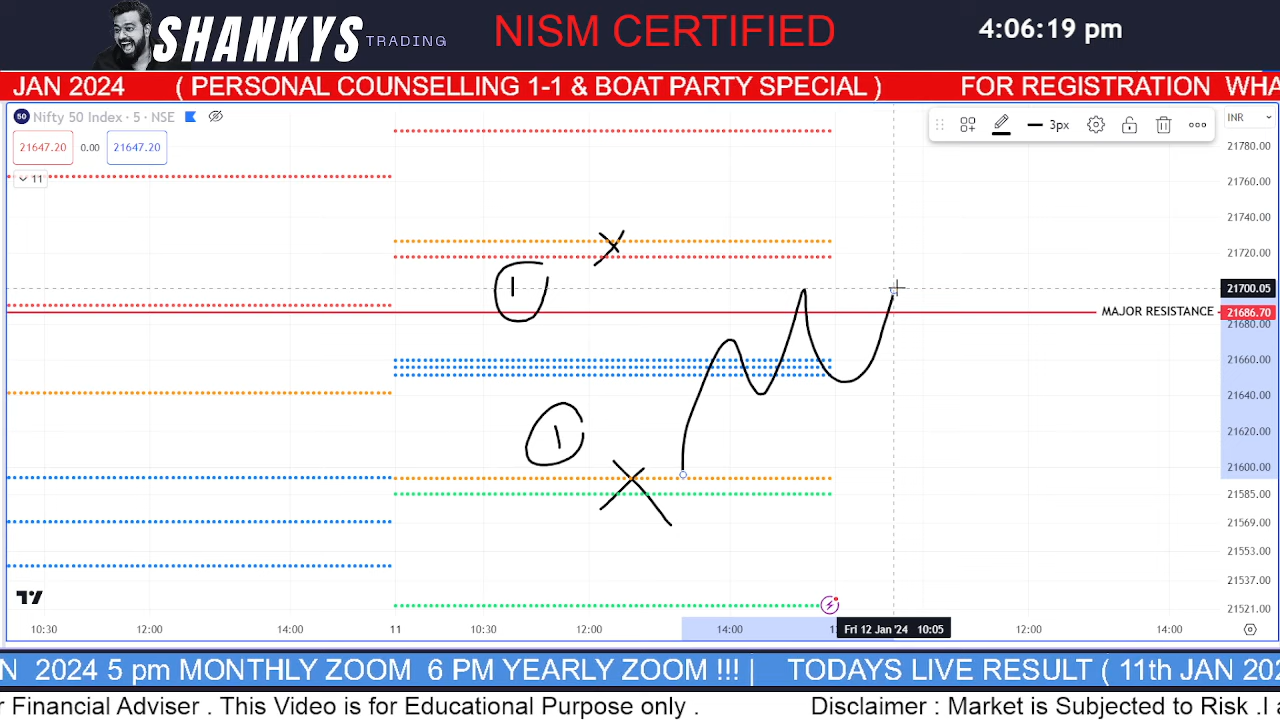 SHANKYS TRADING
NISM CERTIFIED
4:06:19 pm
JAN 2024 ( PERSONAL COUNSELLING 1-1 & BOAT PARTY SPECIAL ) FOR REGISTRATION WHA
50 Nifty 50 Index · 5 · NSE
3px
INR
21647.20 0.00 21647.20
11
21780.00
21760.00
21740.00
21720.00
21700.05
MAJOR RESISTANCE 21686.70
21680.00
21660.00
21640.00
21620.00
21600.00
21585.00
21569.00
21553.00
21537.00
21521.00
1
1
10:30 12:00 14:00 11 10:30 12:00 14:00 Fri 12 Jan '24 10:05 12:00 14:00
N 2024 5 pm MONTHLY ZOOM 6 PM YEARLY ZOOM !!! | TODAYS LIVE RESULT ( 11th JAN 202
r Financial Adviser . This Video is for Educational Purpose only . Disclaimer : Market is Subjected to Risk .I a